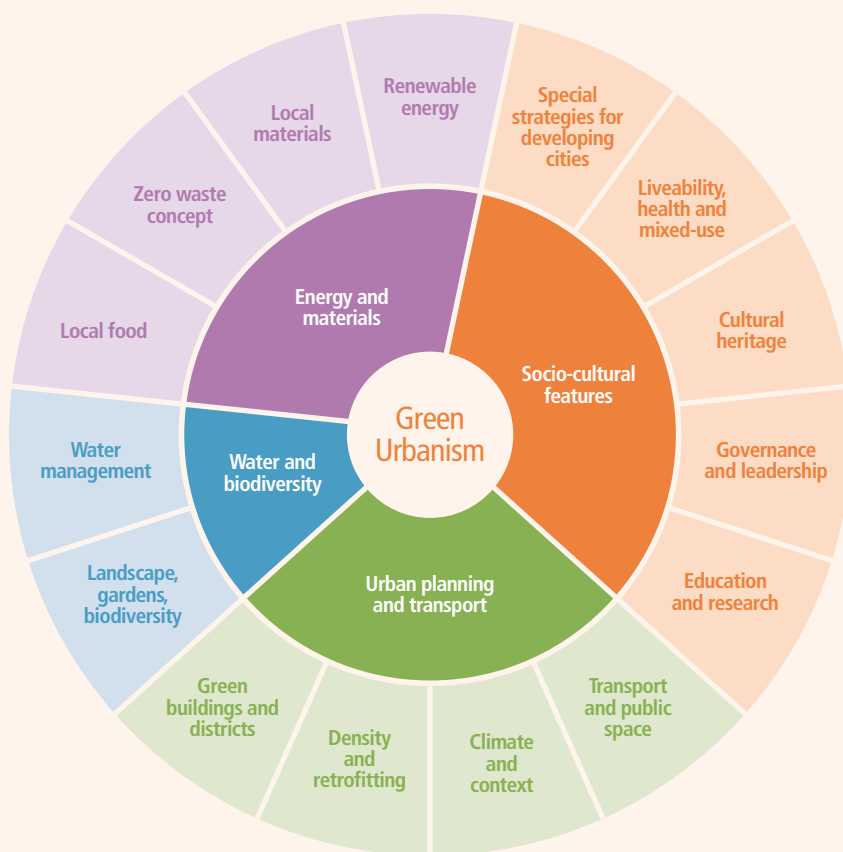 Green
Urbanism
Energy and
materials
Renewable
energy
Local
materials
Zero waste
concept
Local food
Socio-cultural
features
Special
strategies for
developing
cities
Liveability,
health and
mixed-use
Cultural
heritage
Governance
and leadership
Education
and research
Urban planning
and transport
Transport
and public
space
Climate
and
context
Density
and
retrofitting
Green
buildings and
districts
Water and
biodiversity
Landscape,
gardens,
biodiversity
Water
management